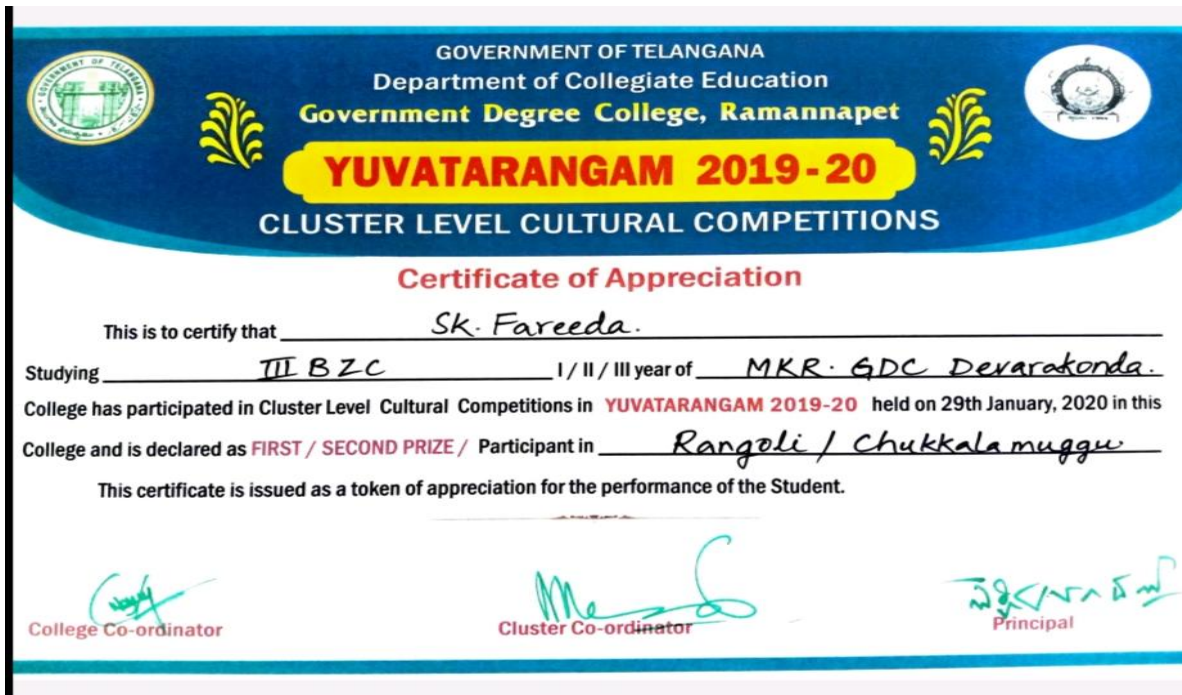 GOVERNMENT OF TELANGANA
Department of Collegiate Education
Government Degree College, Ramannapet
YUVATARANGAM 2019-20
CLUSTER LEVEL CULTURAL COMPETITIONS
Certificate of Appreciation
This is to certify that Sk. Fareeda.
Studying III BZC I / II / III year of MKR. GDC Devarakonda.
College has participated in Cluster Level Cultural Competitions in YUVATARANGAM 2019-20 held on 29th January, 2020 in this
College and is declared as FIRST / SECOND PRIZE / Participant in Rangoli / Chukkala muggu
This certificate is issued as a token of appreciation for the performance of the Student.
College Co-ordinator
Cluster Co-ordinator
Principal